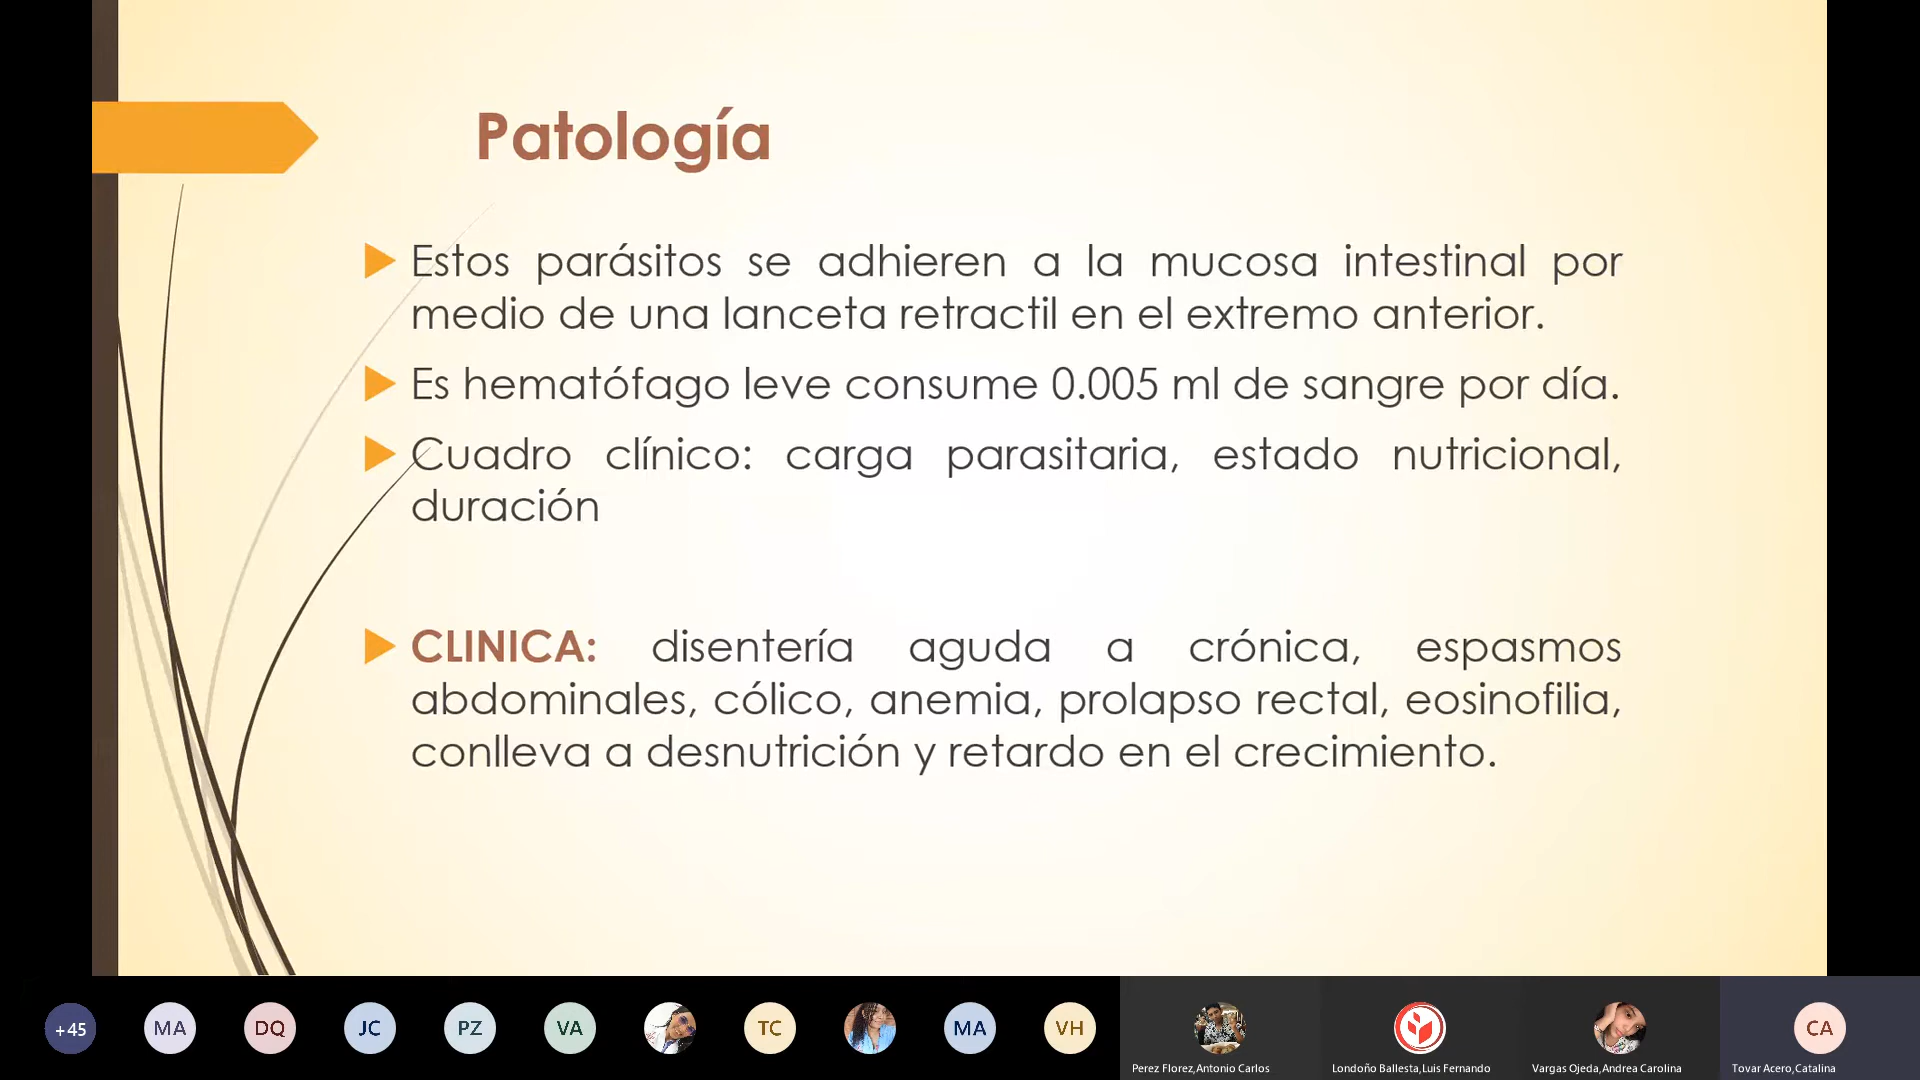 Patología
Estos parásitos se adhieren a la mucosa intestinal por
medio de una lanceta retractil en el extremo anterior.
Es hematófago leve consume 0.005 ml de sangre por día.
Cuadro clínico: carga parasitaria, estado nutricional,
duración
CLINICA: disentería aguda a crónica, espasmos
abdominales, cólico, anemia, prolapso rectal, eosinofilia,
conlleva a desnutrición y retardo en el crecimiento.
+45 MA DQ JC PZ VA TC MA VH CA
Perez Florez,Antonio Carlos Londoño Ballesta,Luis Fernando Vargas Ojeda,Andrea Carolina Tovar Acero,Catalina